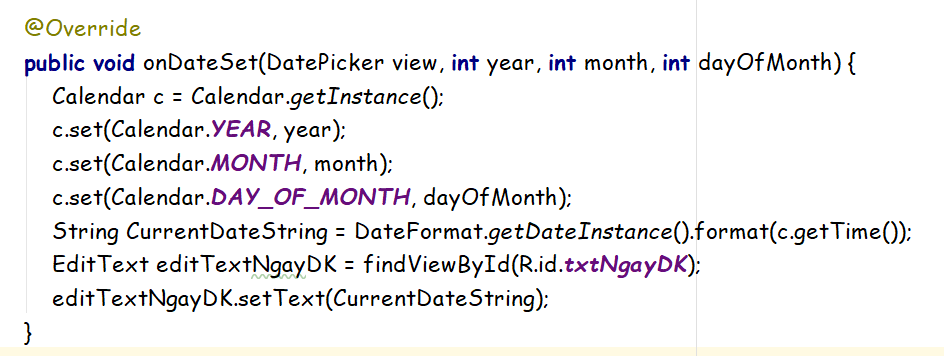 @Override
public void onDateSet(DatePicker view, int year, int month, int dayOfMonth) {
Calendar c = Calendar.getInstance();
c.set(Calendar.YEAR, year);
c.set(Calendar.MONTH, month);
c.set(Calendar.DAY_OF_MONTH, dayOfMonth);
String CurrentDateString = DateFormat.getDateInstance().format(c.getTime());
EditText editTextNgayDK = findViewById(R.id.txtNgayDK);
editTextNgayDK.setText(CurrentDateString);
}